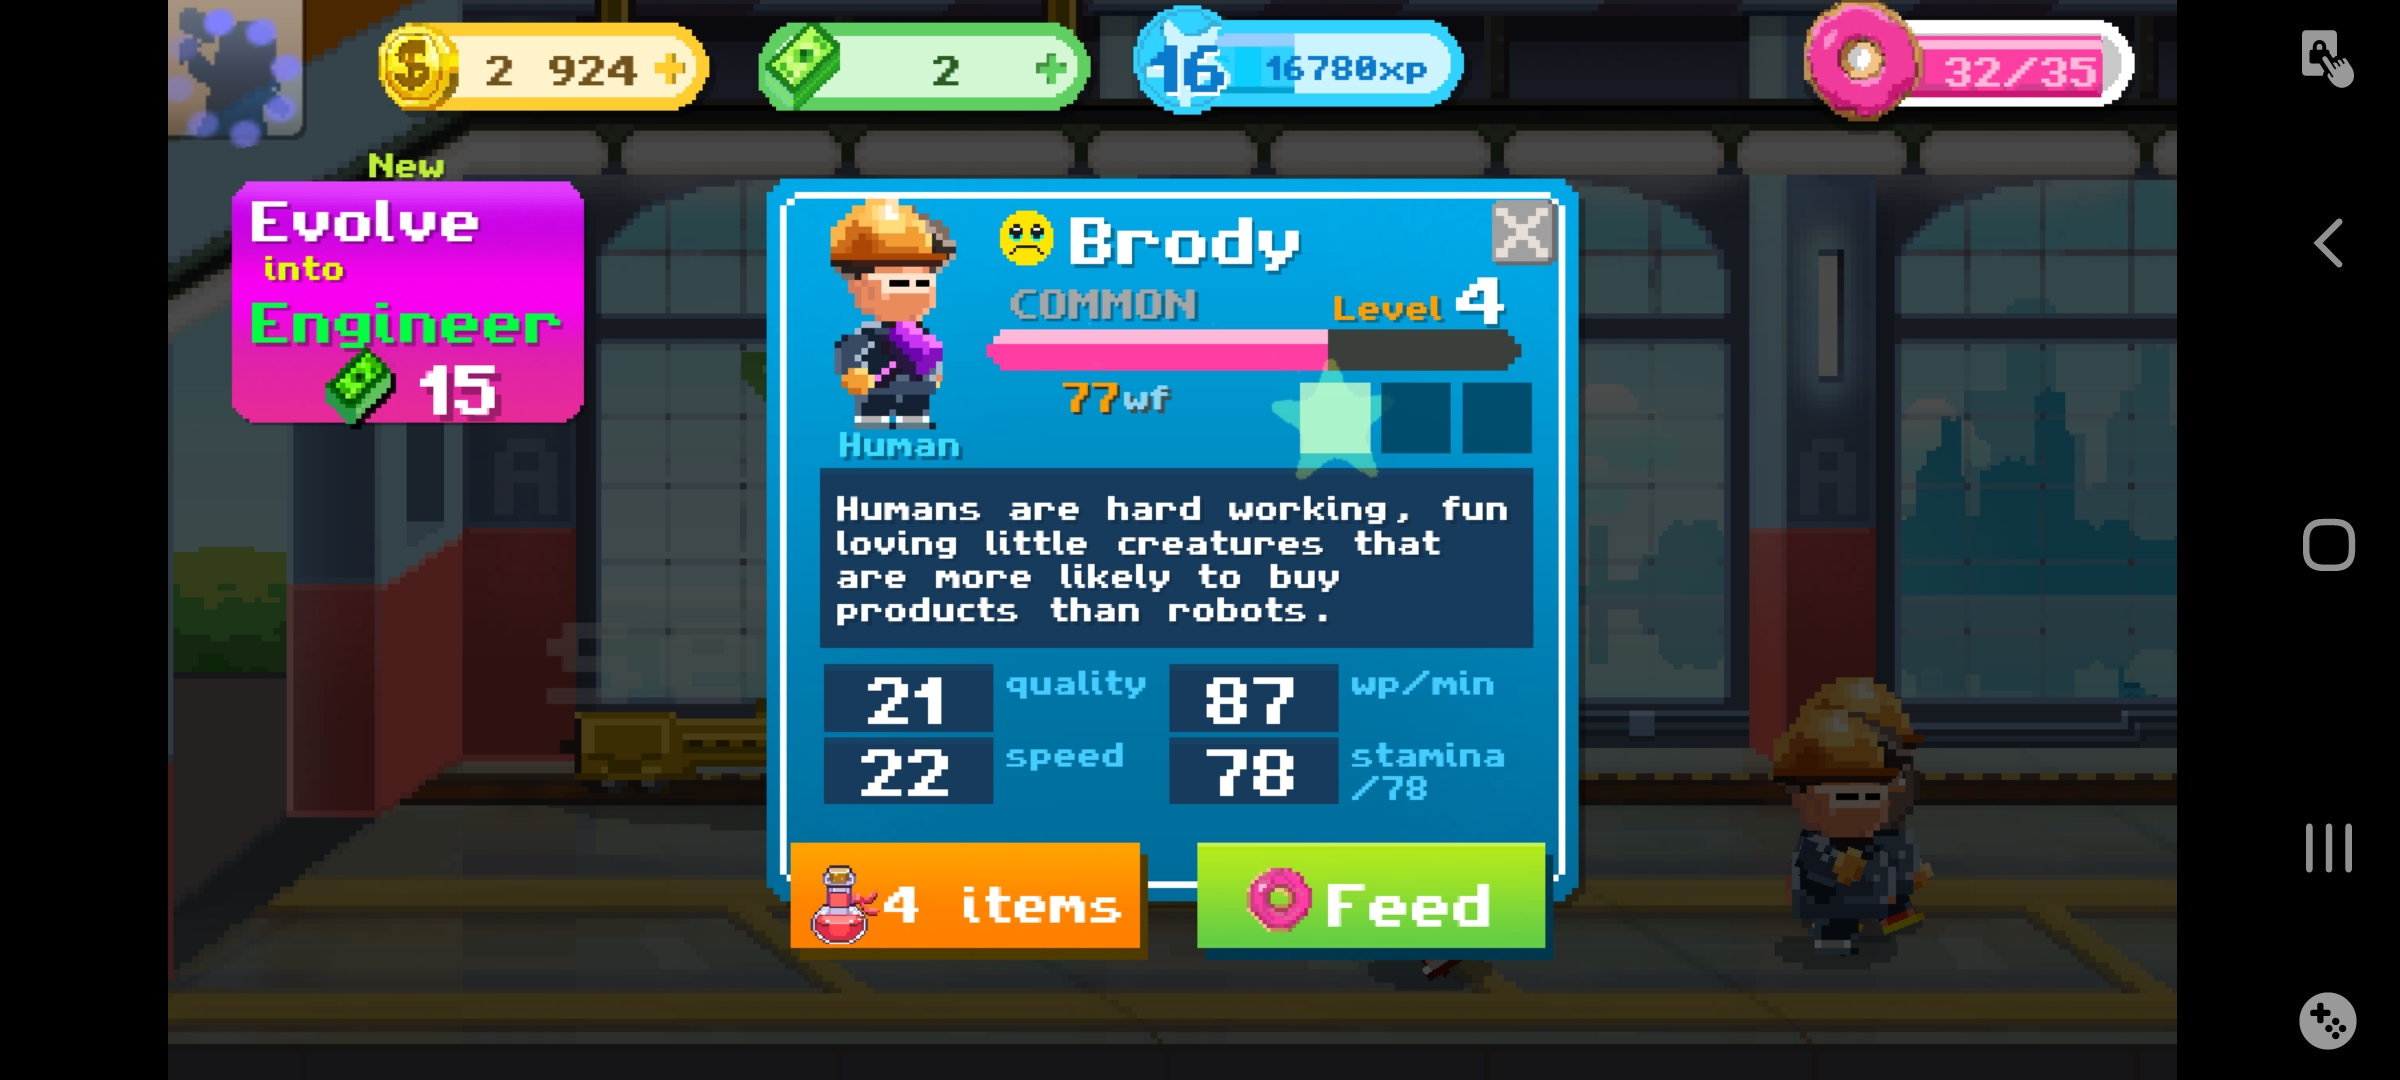 2 924
2
16
16780xp
32/35
New
Evolve
into
Engineer
15
Brody
COMMON
Level 4
77wf
Human
Humans are hard working, fun
loving little creatures that
are more likely to buy
products than robots.
21 quality
87 wp/min
22 speed
78 stamina
/78
4 items
Feed
A
A